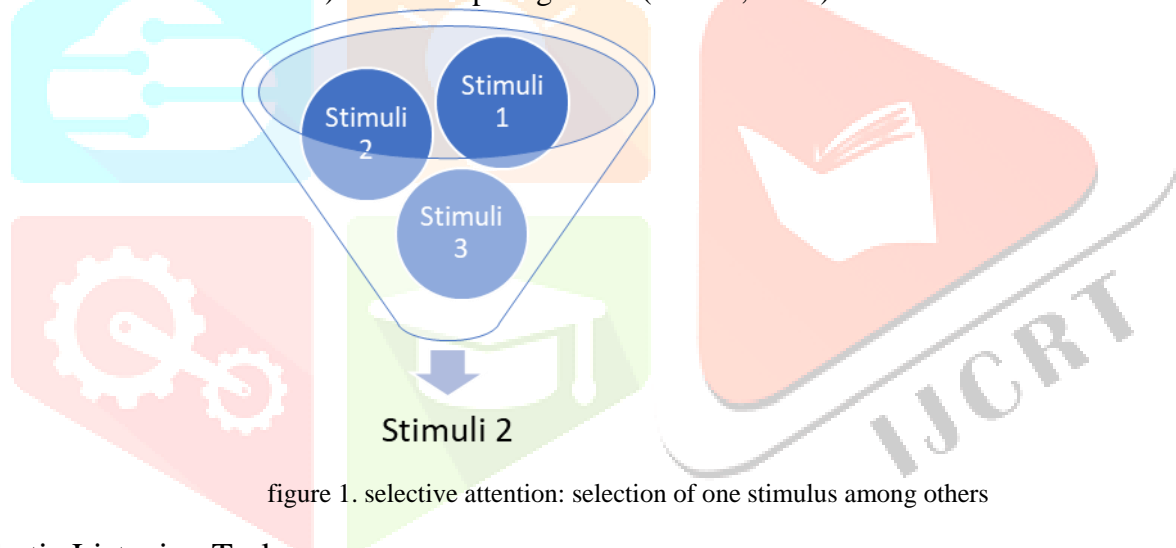 Stimuli
1
Stimuli
2
Stimuli
3
Stimuli 2
IJCRT
figure 1. selective attention: selection of one stimulus among others